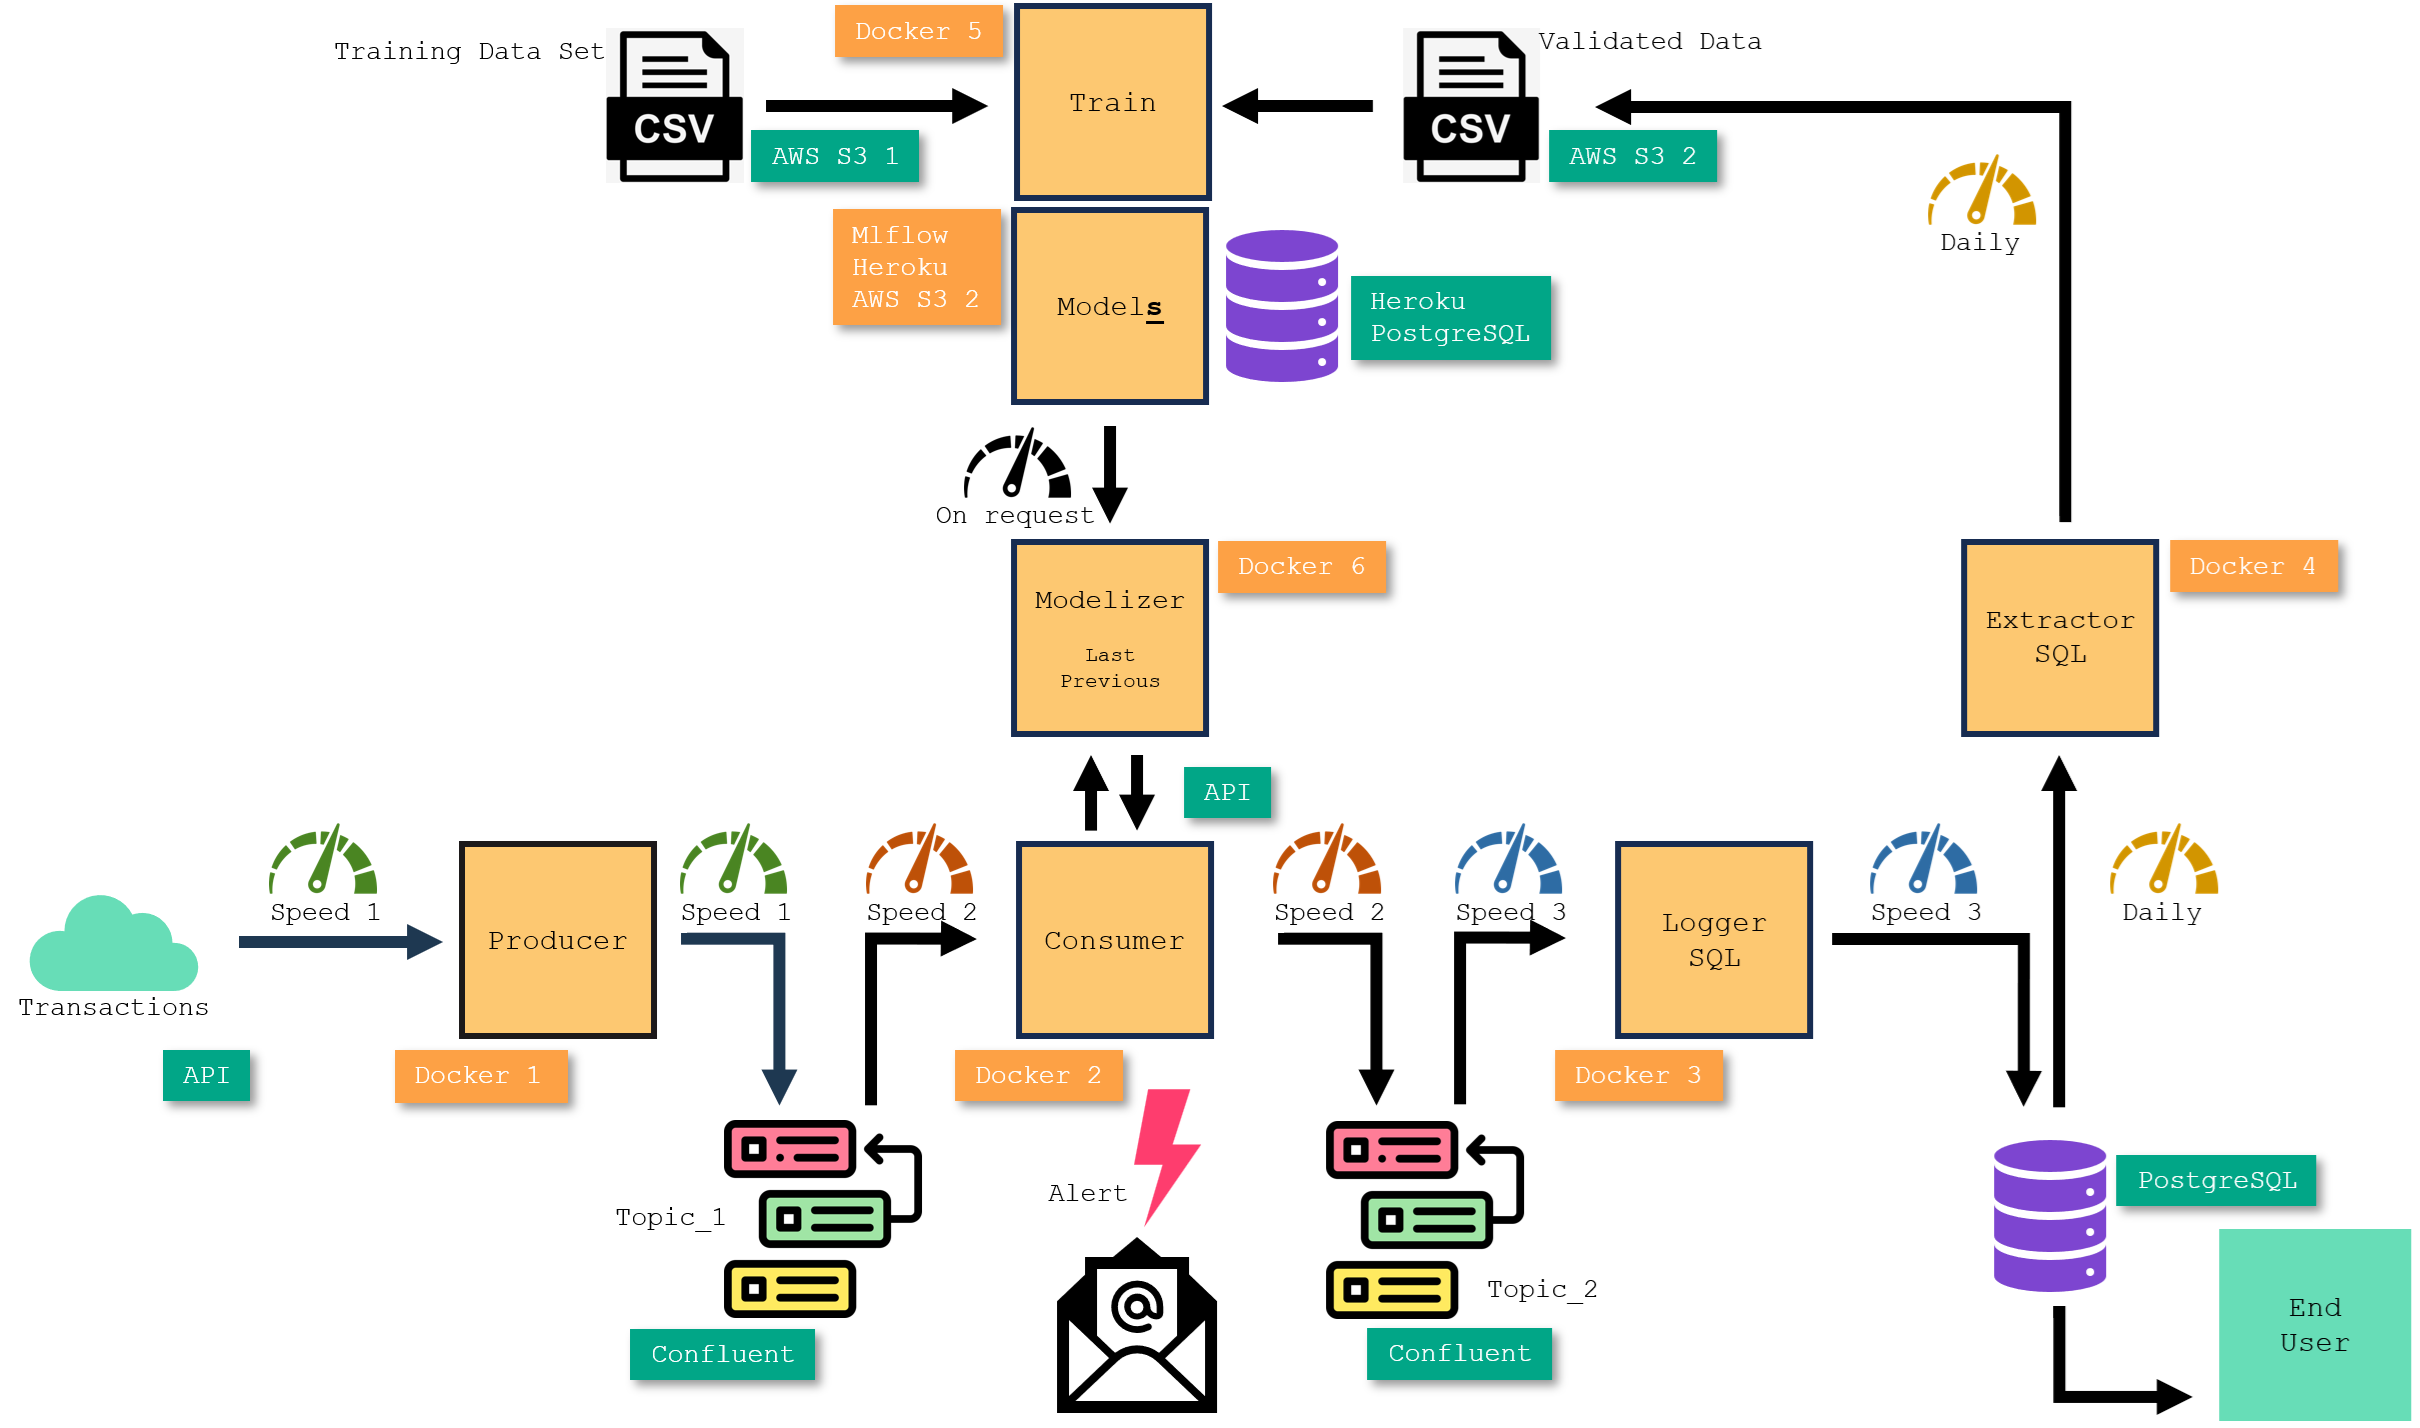 Docker 5
Training Data Set
CSV
AWS S3 1
Train
Validated Data
CSV
AWS S3 2
Daily
Mlflow
Heroku
AWS S3 2
Models
Heroku
PostgreSQL
On request
Modelizer
Last
Previous
Docker 6
Extractor
SQL
Docker 4
API
Transactions
API
Speed 1
Producer
Docker 1
Speed 1
Speed 2
Consumer
Docker 2
Speed 2
Speed 3
Logger
SQL
Docker 3
Speed 3
Daily
Topic_1
Confluent
Alert
@
Topic_2
Confluent
PostgreSQL
End
User